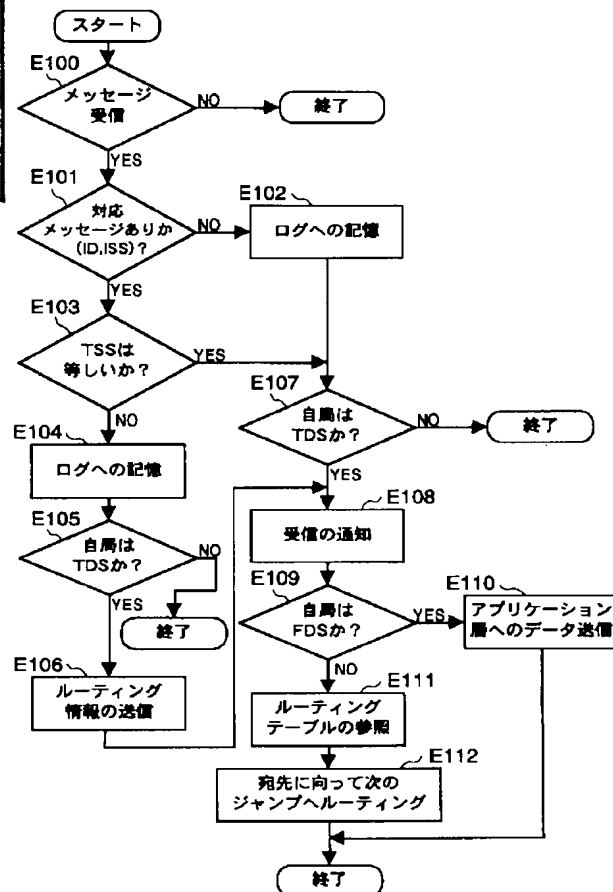 スタート
E100
メッセージ
受信
NO
終了
YES
E101
対応
メッセージありか
(ID,ISS)?
NO
E102
ログへの記憶
YES
E103
TSSは
等しいか?
YES
NO
E104
ログへの記憶
E105
自局は
TDSか?
NO
終了
YES
E106
ルーティング
情報の送信
E107
自局は
TDSか?
NO
終了
YES
E108
受信の通知
E109
自局は
FDSか?
YES
E110
アプリケーション
層へのデータ送信
NO
E111
ルーティング
テーブルの参照
E112
宛先に向って次の
ジャンプへルーティング
終了